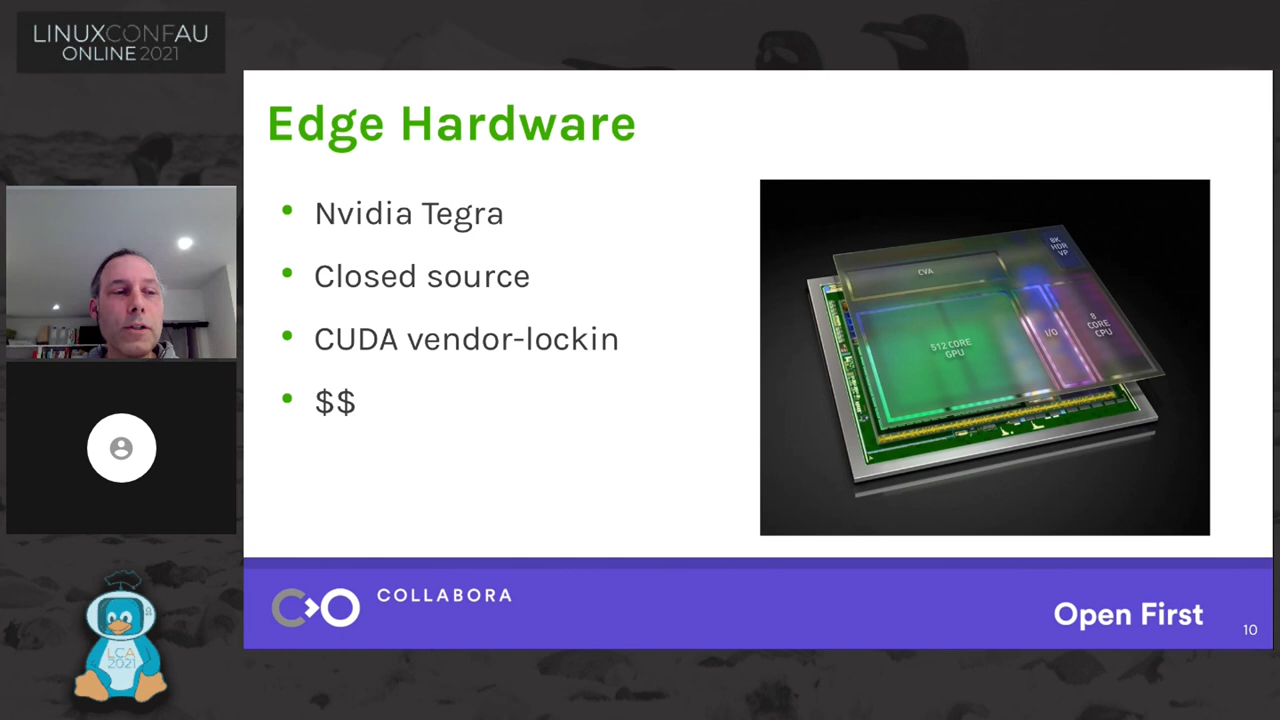 LINUXCONFAU
ONLINE 2021
Edge Hardware
Nvidia Tegra
Closed source
CUDA vendor-lockin
$$
CVA
8K
HDR
VP
512 CORE
GPU
I/O
8
CORE
CPU
COLLABORA
Open First
10
LCA
2021